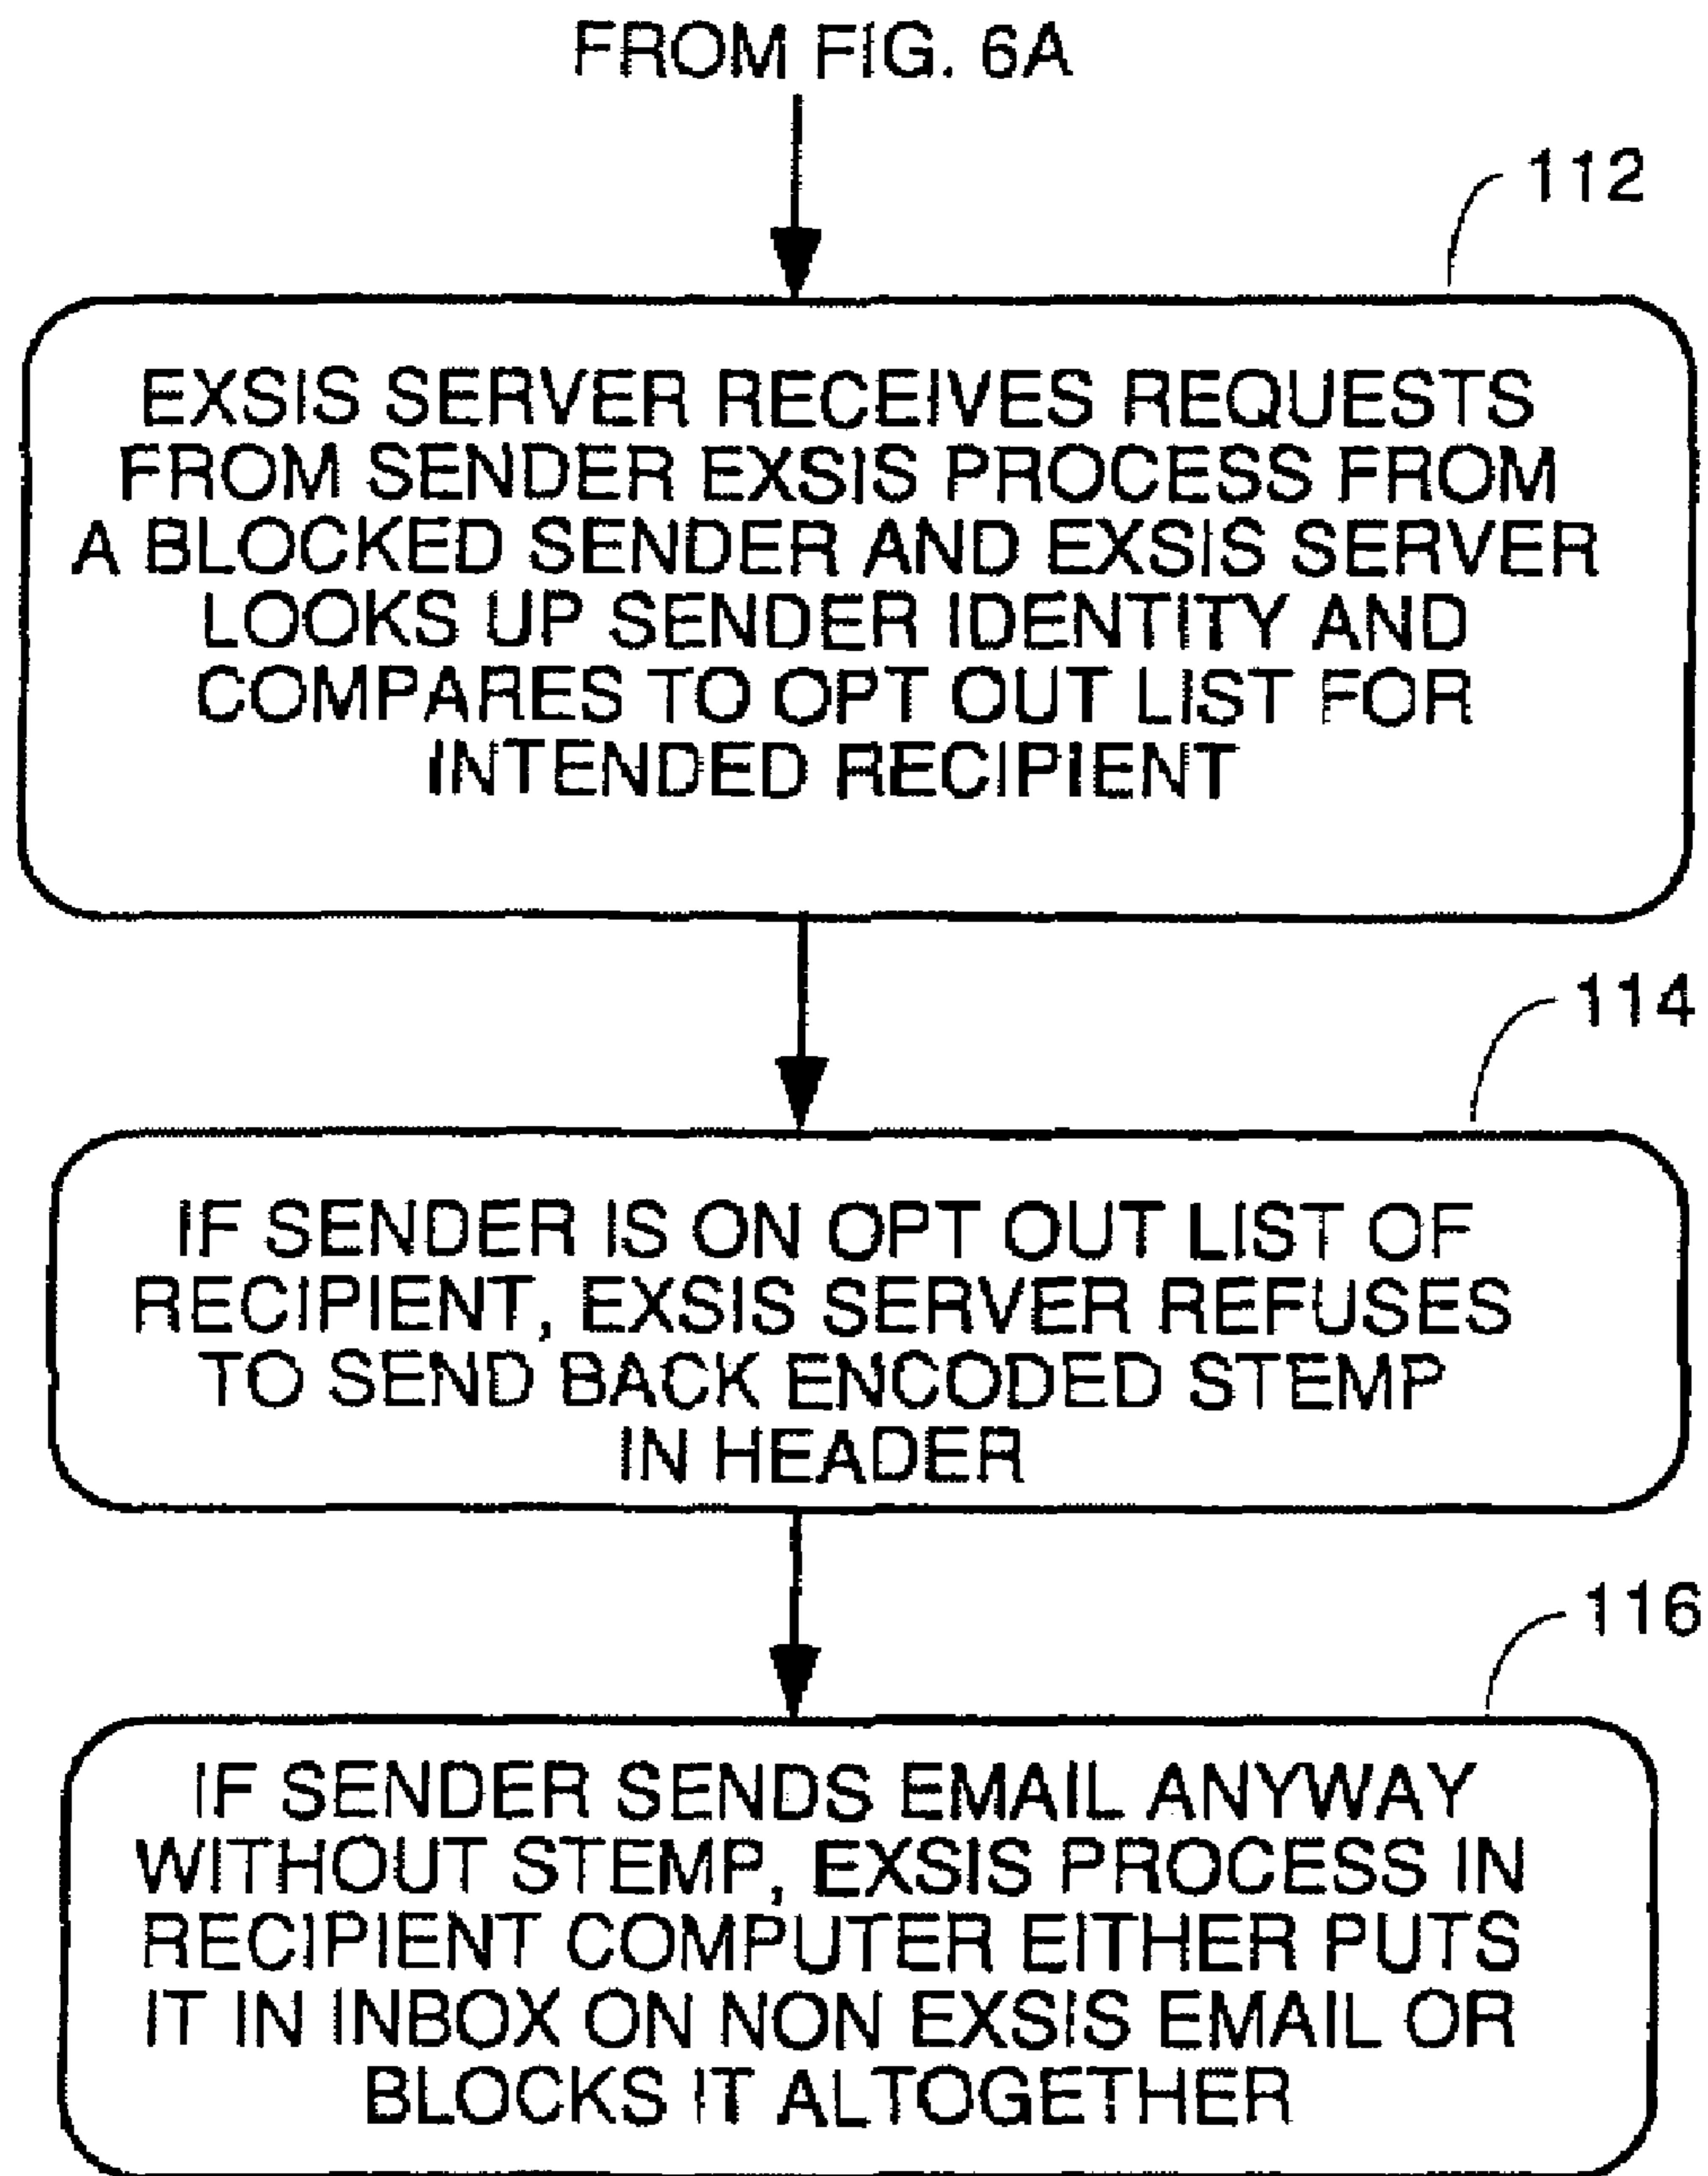 FROM FIG. 6A
112
EXSIS SERVER RECEIVES REQUESTS
FROM SENDER EXSIS PROCESS FROM
A BLOCKED SENDER AND EXSIS SERVER
LOOKS UP SENDER IDENTITY AND
COMPARES TO OPT OUT LIST FOR
INTENDED RECIPIENT
114
IF SENDER IS ON OPT OUT LIST OF
RECIPIENT, EXSIS SERVER REFUSES
TO SEND BACK ENCODED STEMP
IN HEADER
116
IF SENDER SENDS EMAIL ANYWAY
WITHOUT STEMP, EXSIS PROCESS IN
RECIPIENT COMPUTER EITHER PUTS
IT IN INBOX ON NON EXSIS EMAIL OR
BLOCKS IT ALTOGETHER